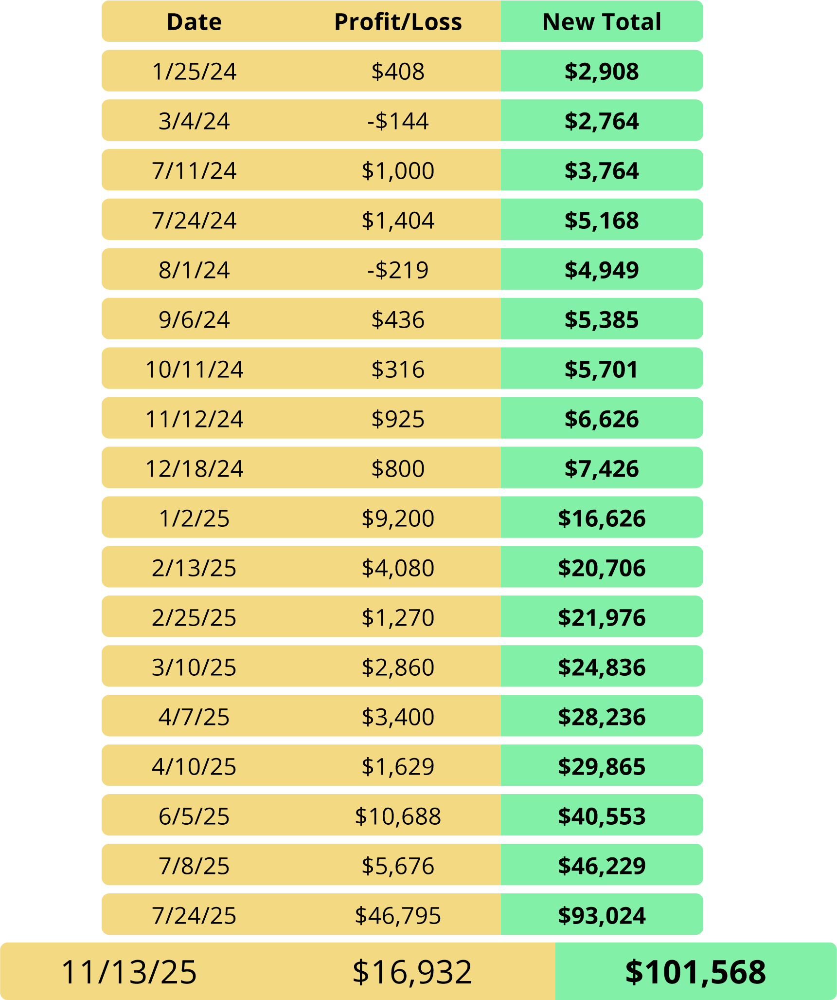 Date Profit/Loss New Total
1/25/24 $408 $2,908
3/4/24 -$144 $2,764
7/11/24 $1,000 $3,764
7/24/24 $1,404 $5,168
8/1/24 -$219 $4,949
9/6/24 $436 $5,385
10/11/24 $316 $5,701
11/12/24 $925 $6,626
12/18/24 $800 $7,426
1/2/25 $9,200 $16,626
2/13/25 $4,080 $20,706
2/25/25 $1,270 $21,976
3/10/25 $2,860 $24,836
4/7/25 $3,400 $28,236
4/10/25 $1,629 $29,865
6/5/25 $10,688 $40,553
7/8/25 $5,676 $46,229
7/24/25 $46,795 $93,024
11/13/25 $16,932 $101,568